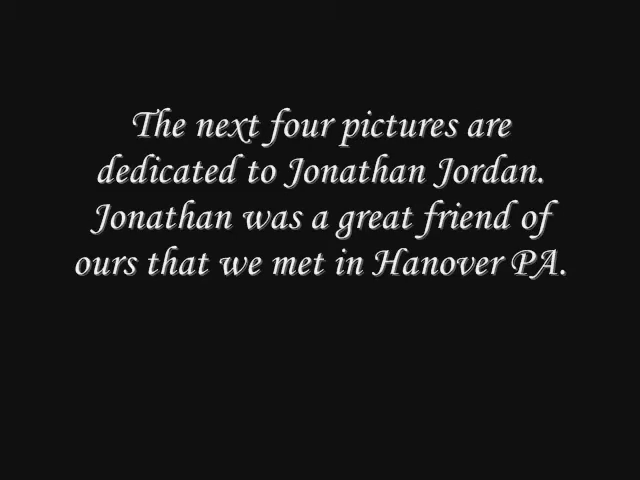 The next four pictures are
dedicated to Jonathan Jordan.
Jonathan was a great friend of
ours that we met in Hanover PA.